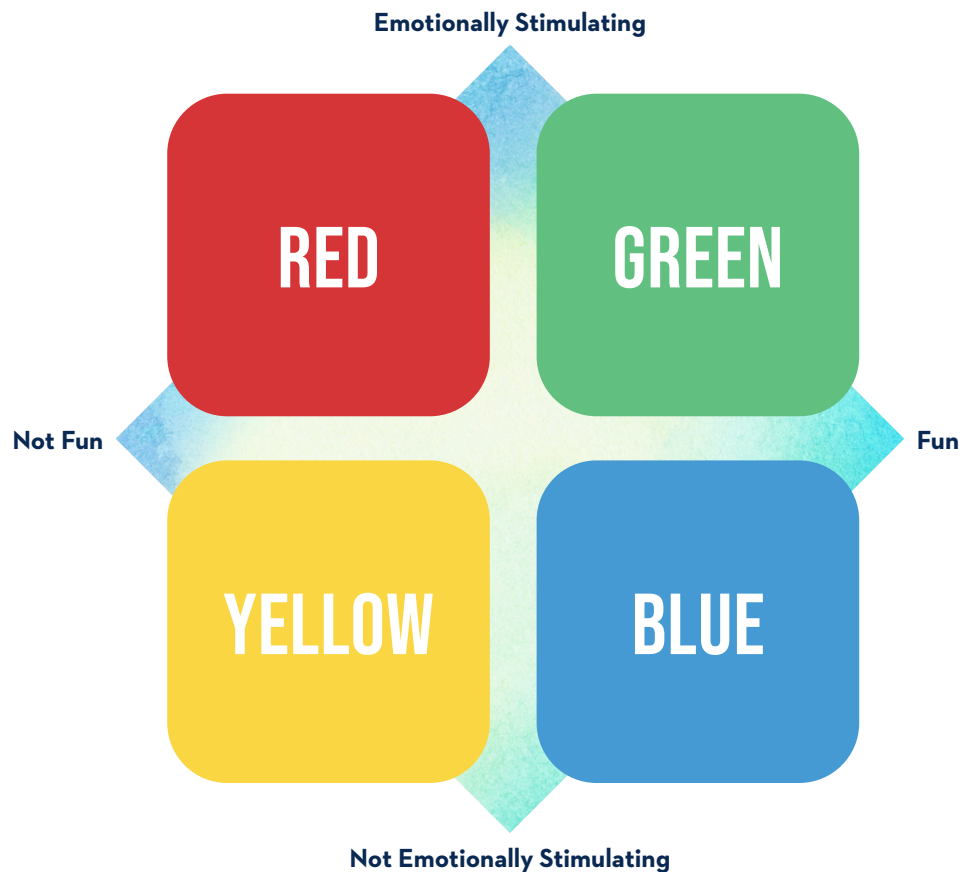 Emotionally Stimulating
RED
GREEN
Not Fun
Fun
YELLOW
BLUE
Not Emotionally Stimulating